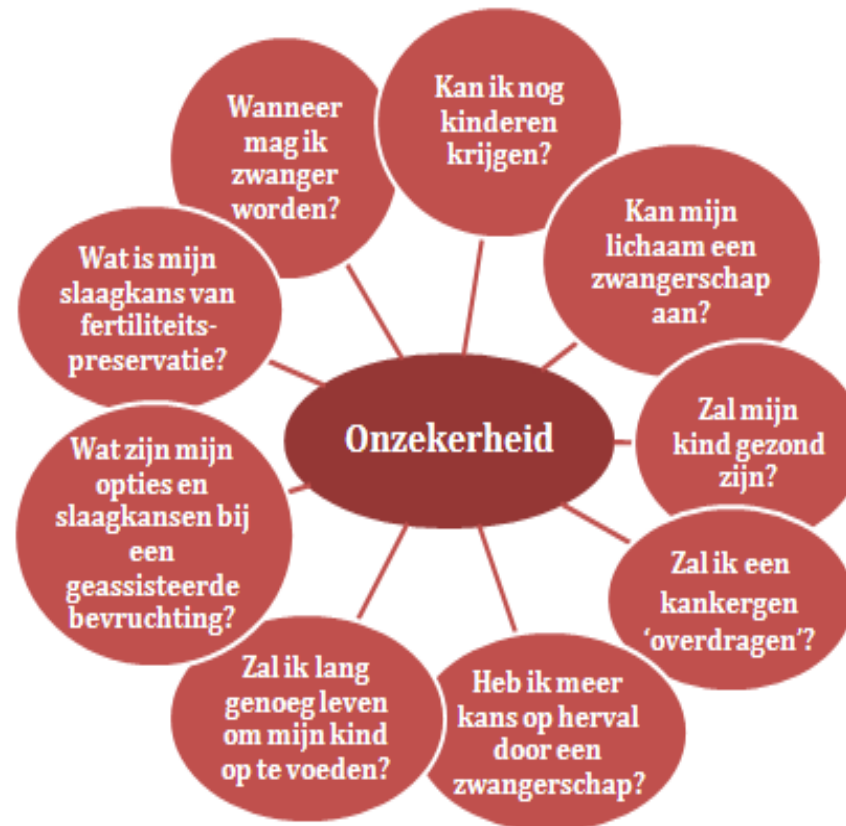 Kan ik nog
kinderen
krijgen?
Kan mijn
lichaam een
zwangerschap
aan?
Zal mijn
kind gezond
zijn?
Zal ik een
kankergen
‘overdragen’?
Heb ik meer
kans op herval
door een
zwangerschap?
Zal ik lang
genoeg leven
om mijn kind
op te voeden?
Wat zijn mijn
opties en
slaagkansen bij
een
geassisteerde
bevruchting?
Wat is mijn
slaagkans van
fertiliteits-
preservatie?
Wanneer
mag ik
zwanger
worden?
Onzekerheid